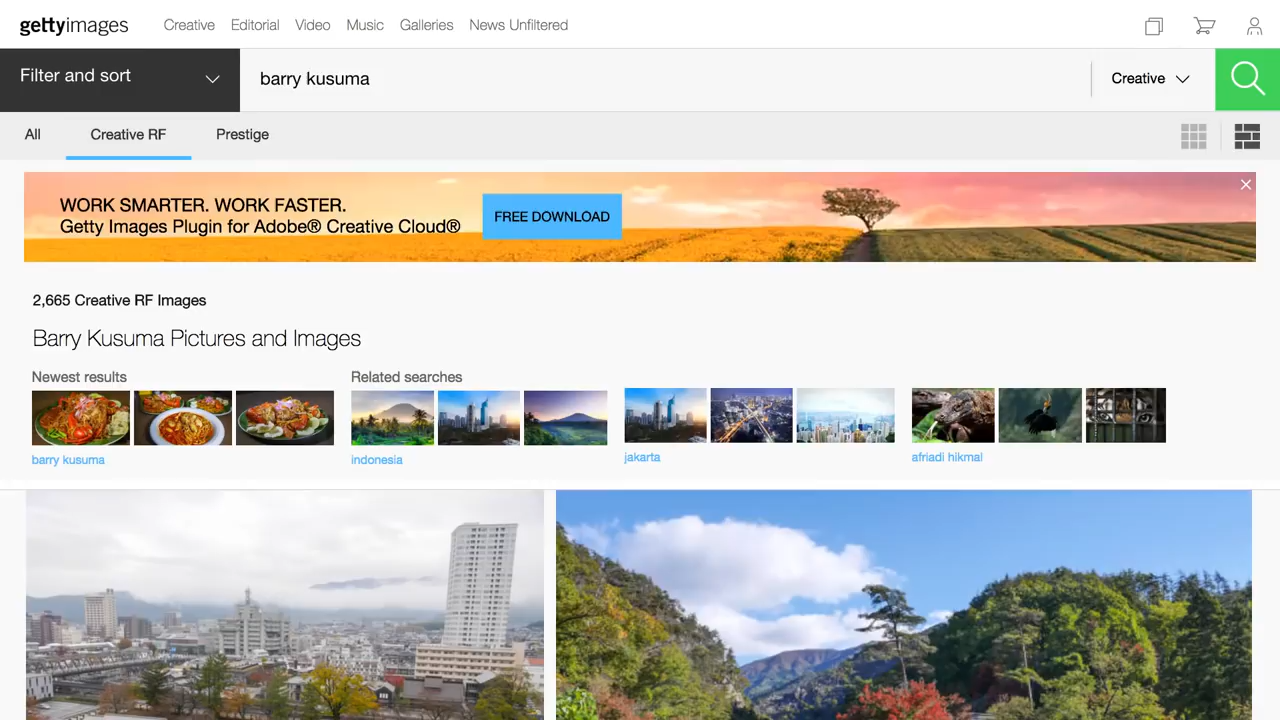 gettyimages
Creative Editorial Video Music Galleries News Unfiltered
Filter and sort
barry kusuma
Creative
All Creative RF Prestige
WORK SMARTER. WORK FASTER.
Getty Images Plugin for Adobe® Creative Cloud®
FREE DOWNLOAD
2,665 Creative RF Images
Barry Kusuma Pictures and Images
Newest results
Related searches
barry kusuma
indonesia
jakarta
afriadi hikmal